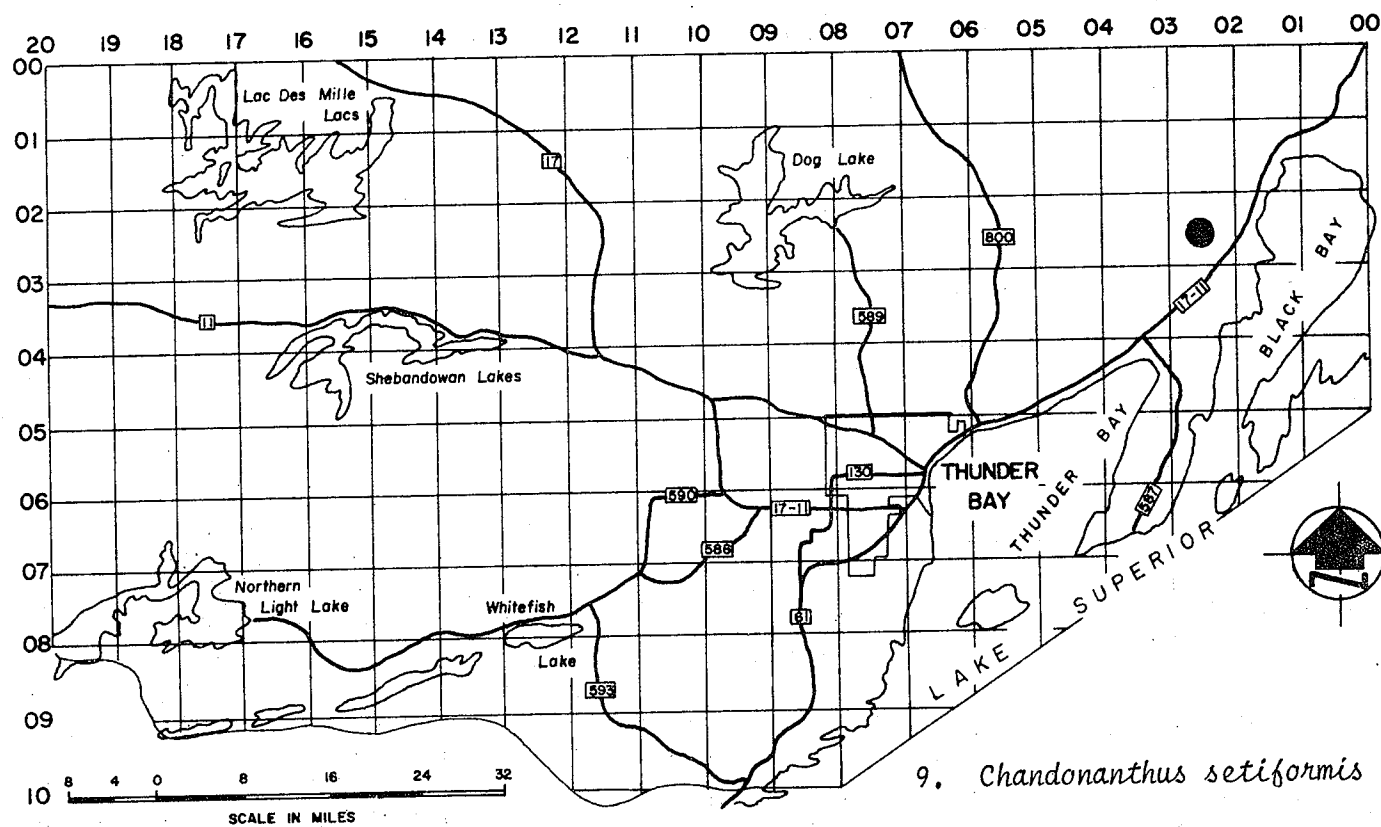 20 19 18 17 16 15 14 13 12 11 10 09 08 07 06 05 04 03 02 01 00
00
Lac Des Mille
Lacs
01
17
Dog Lake
02
800
BLACK BAY
03
17-11
11
589
04
Shebandowan Lakes
05
130
THUNDER
BAY
THUNDER BAY
590
17-11
587
06
586
07
Northern
Light Lake
Whitefish
Lake
61
LAKE SUPERIOR
N
08
593
09
9. Chandonanthus setiformis
10
8 4 0 8 16 24 32
SCALE IN MILES